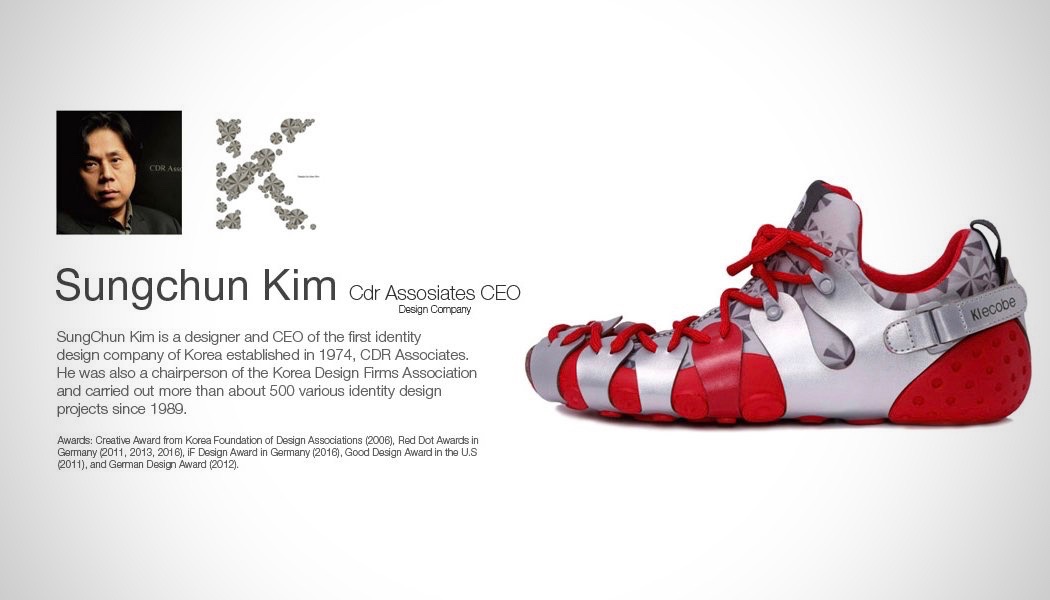 CDR Asso
Sungchun Kim Cdr Assosiates CEO
Design Company
SungChun Kim is a designer and CEO of the first identity
design company of Korea established in 1974, CDR Associates.
He was also a chairperson of the Korea Design Firms Association
and carried out more than about 500 various identity design
projects since 1989.
Awards: Creative Award from Korea Foundation of Design Associations (2006), Red Dot Awards in
Germany (2011, 2013, 2016), iF Design Award in Germany (2016), Good Design Award in the U.S
(2011), and German Design Award (2012).
Klecobe